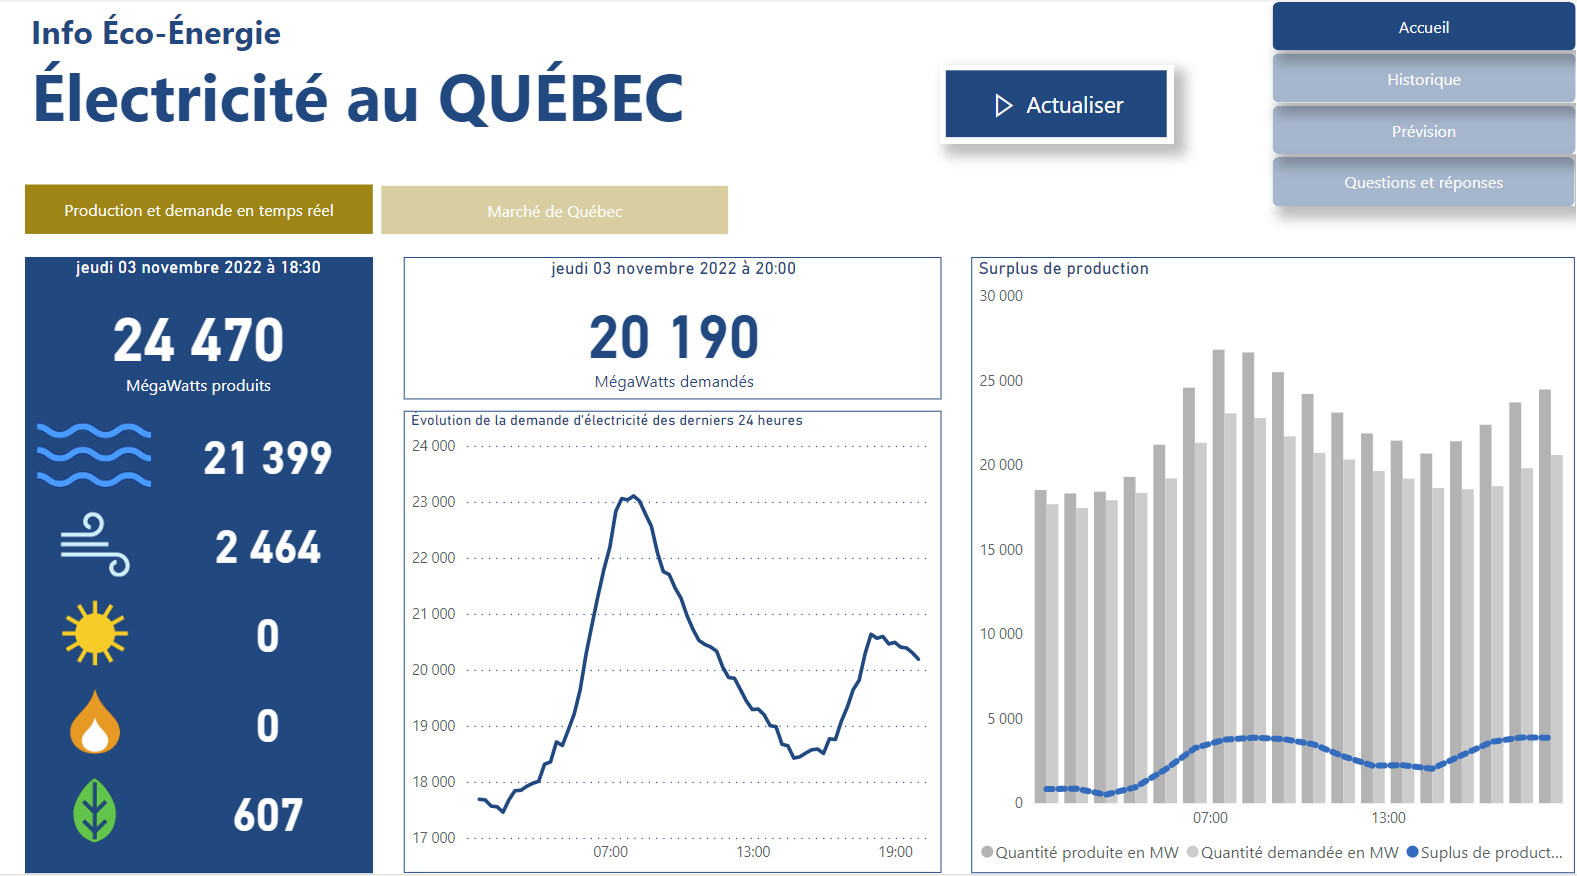 Info Éco-Énergie
Électricité au QUÉBEC
Actualiser
Accueil
Historique
Prévision
Questions et réponses
Production et demande en temps réel
Marché de Québec
jeudi 03 novembre 2022 à 18:30
24 470
MégaWatts produits
21 399
2 464
0
0
607
jeudi 03 novembre 2022 à 20:00
20 190
MégaWatts demandés
Évolution de la demande d'électricité des derniers 24 heures
24 000
23 000
22 000
21 000
20 000
19 000
18 000
17 000
07:00 13:00 19:00
Surplus de production
30 000
25 000
20 000
15 000
10 000
5 000
0
07:00 13:00
Quantité produite en MW Quantité demandée en MW Suplus de product...